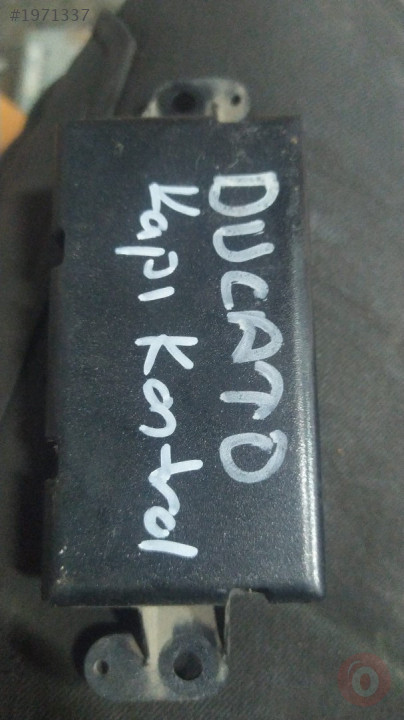 #1971337
DUCATO
Kapı Kontrol